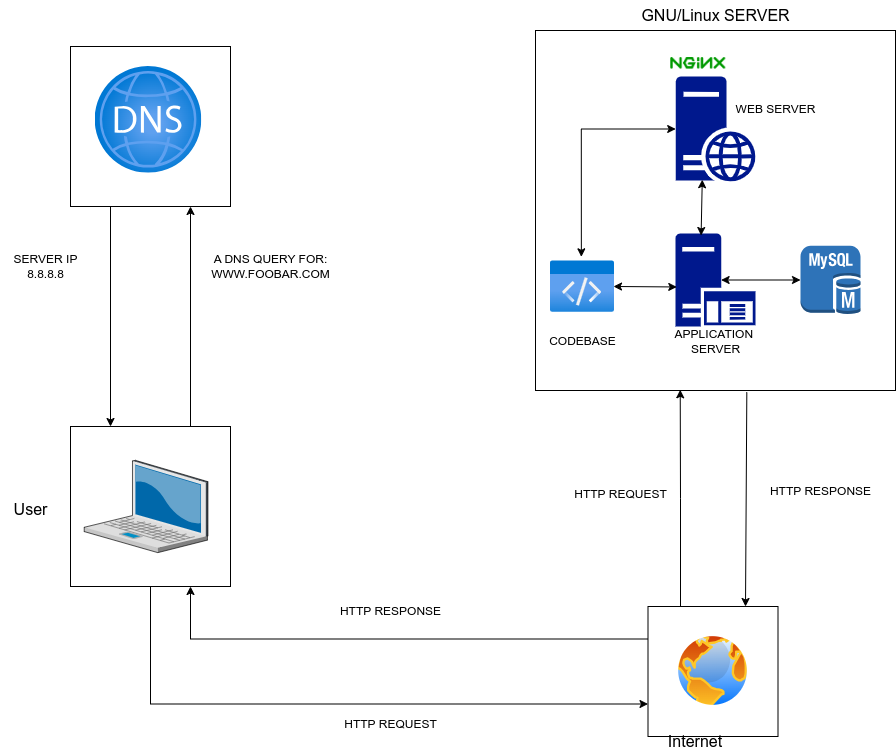 GNU/Linux SERVER
NGiNX
WEB SERVER
DNS
SERVER IP
8.8.8.8
A DNS QUERY FOR:
WWW.FOOBAR.COM
MySQL
M
</>
CODEBASE
APPLICATION
SERVER
User
HTTP REQUEST
HTTP RESPONSE
HTTP RESPONSE
HTTP REQUEST
Internet